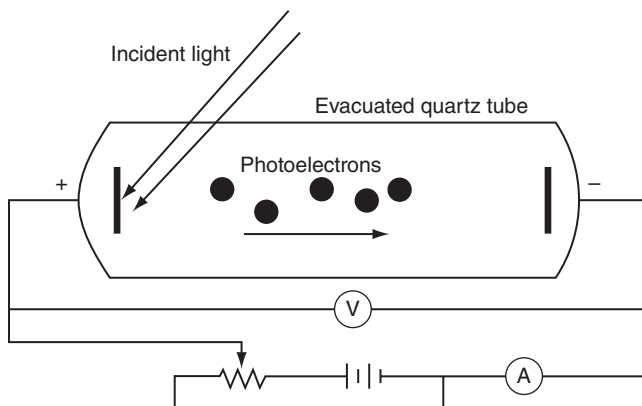 Incident light
Evacuated quartz tube
Photoelectrons
+
–
V
A